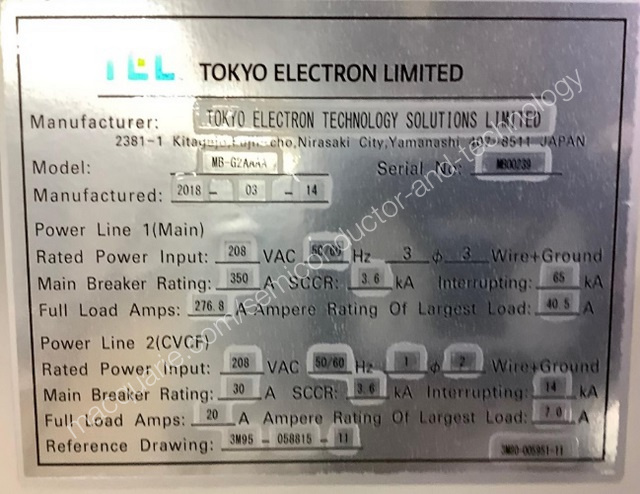 TEL TOKYO ELECTRON LIMITED
Manufacturer: TOKYO ELECTRON TECHNOLOGY SOLUTIONS LIMITED
2381-1 Nirasaki City, Yamanashi JAPAN
Model: MB-G2AAAA Serial No: MB00239
Manufactured: 2018 - 03 - 14
Power Line 1(Main)
Rated Power Input: 208 VAC 50/60 Hz 3 ϕ 3 Wire+Ground
Main Breaker Rating: 350 A SCCR: 3.6 kA Interrupting: 65 kA
Full Load Amps: 276.8 A Ampere Rating Of Largest Load: 40.5 A
Power Line 2(CVCF)
Rated Power Input: 208 VAC 50/60 Hz 1 ϕ 2 Wire+Ground
Main Breaker Rating: 30 A SCCR: 3.6 kA Interrupting: 14 kA
Full Load Amps: 20 A Ampere Rating Of Largest Load: 7.0 A
Reference Drawing: 3M95 - 058815 - 11
3M80-005951-11
macquarie.com/semiconductor-and-technology